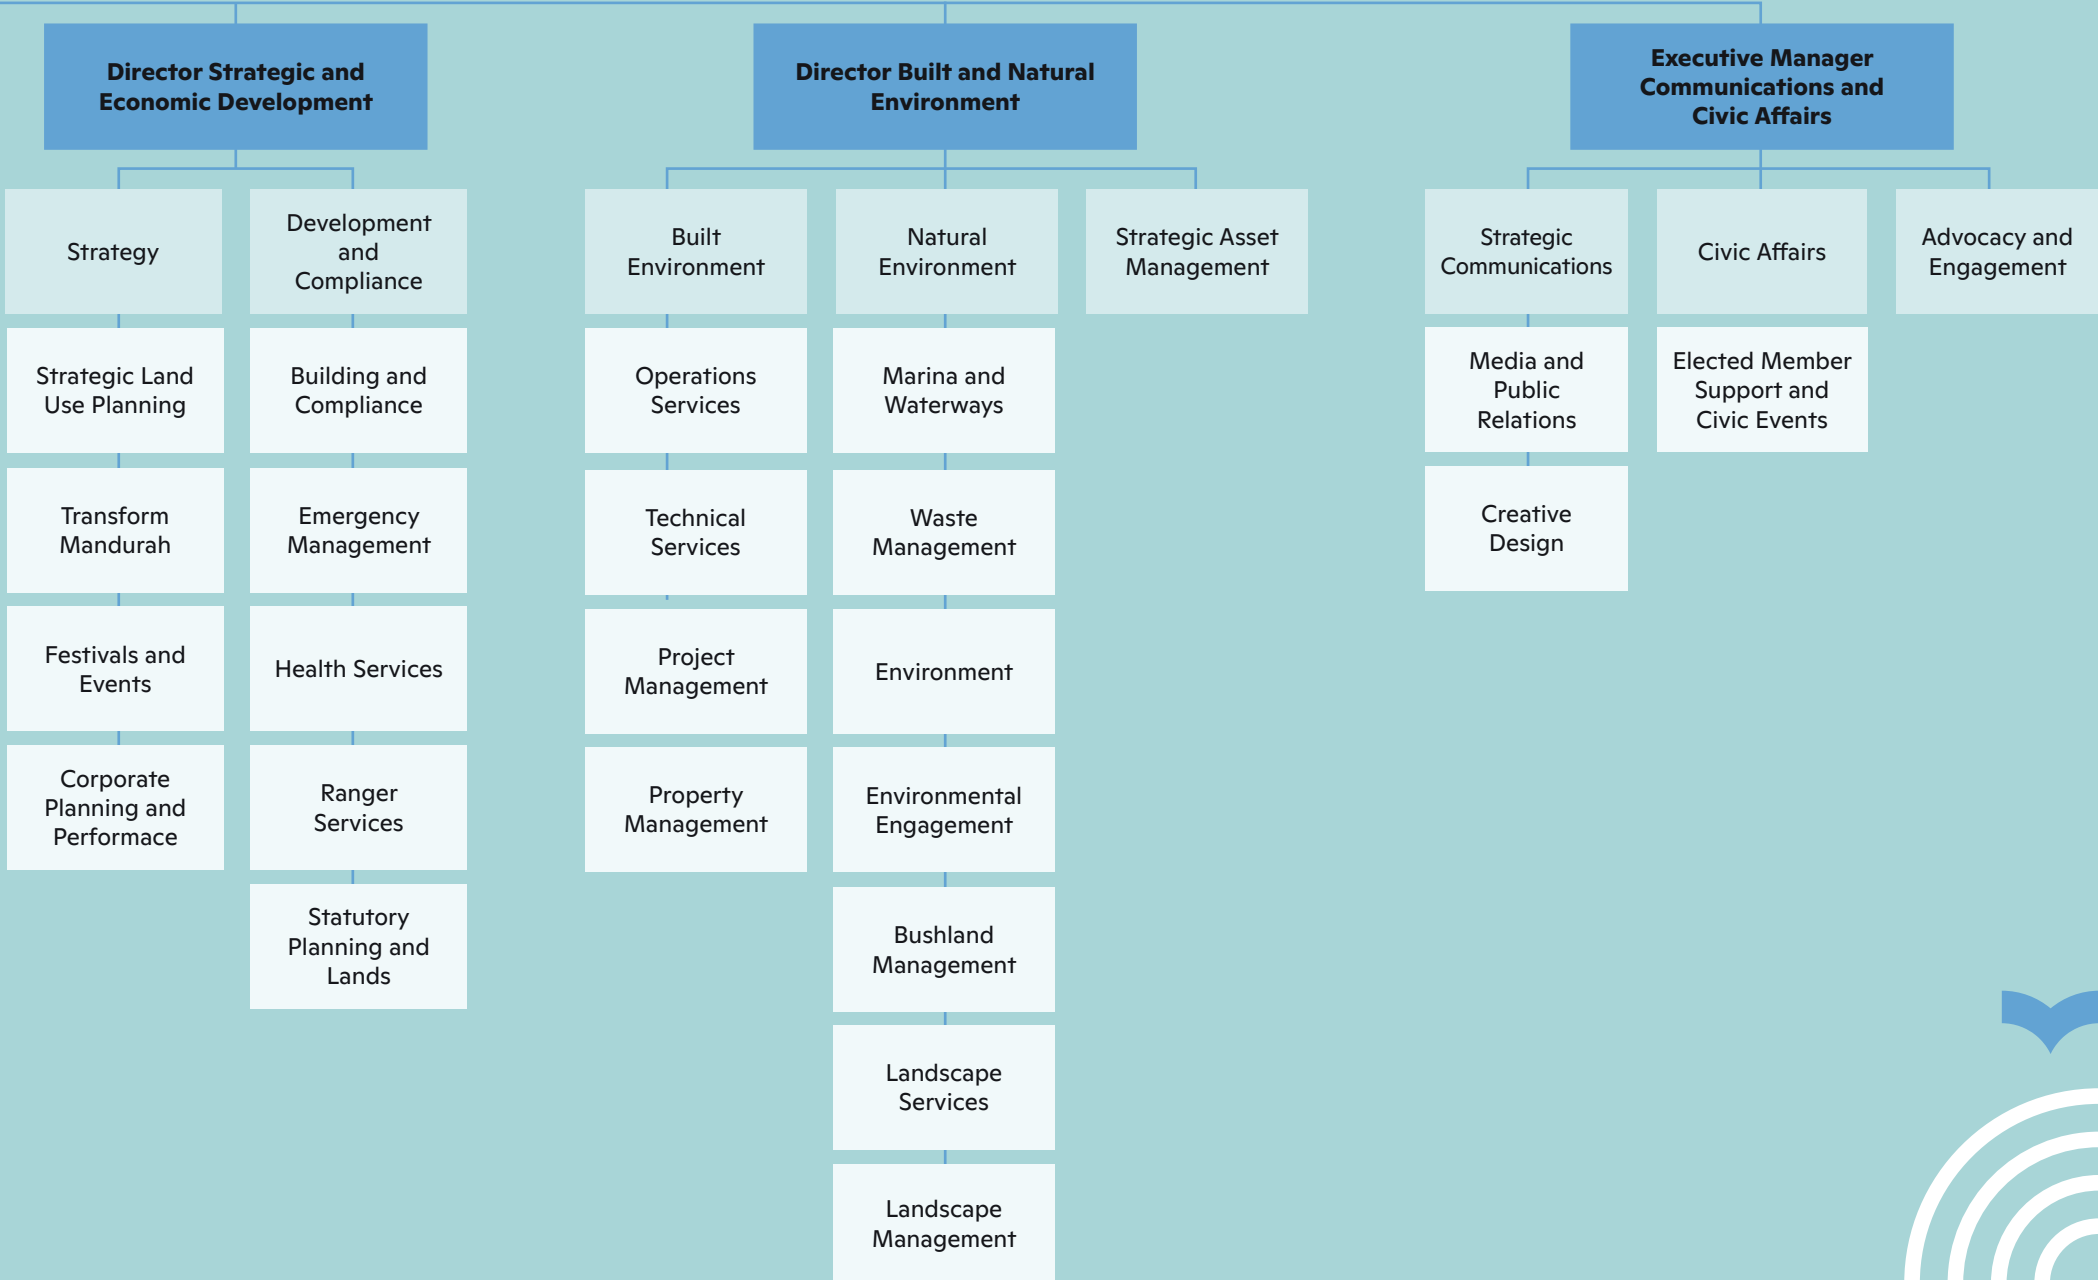 Director Strategic and
Economic Development
Strategy
Strategic Land
Use Planning
Transform
Mandurah
Festivals and
Events
Corporate
Planning and
Performace
Development
and
Compliance
Building and
Compliance
Emergency
Management
Health Services
Ranger
Services
Statutory
Planning and
Lands
Director Built and Natural
Environment
Built
Environment
Operations
Services
Technical
Services
Project
Management
Property
Management
Natural
Environment
Marina and
Waterways
Waste
Management
Environment
Environmental
Engagement
Bushland
Management
Landscape
Services
Landscape
Management
Strategic Asset
Management
Executive Manager
Communications and
Civic Affairs
Strategic
Communications
Media and
Public
Relations
Creative
Design
Civic Affairs
Elected Member
Support and
Civic Events
Advocacy and
Engagement